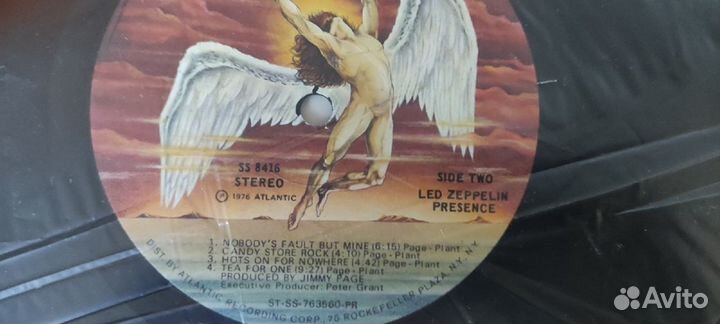 SS 8416
STEREO
℗ 1976 ATLANTIC
SIDE TWO
LED ZEPPELIN
PRESENCE
1. NOBODY'S FAULT BUT MINE (6:15) Page - Plant
2. CANDY STORE ROCK (4:10) Page - Plant
3. HOTS ON FOR NOWHERE (4:42) Page - Plant
4. TEA FOR ONE (9:27) Page - Plant
PRODUCED BY JIMMY PAGE
Executive Producer: Peter Grant
ST-SS-763560-PR
DIST. BY ATLANTIC RECORDING CORP., 75 ROCKEFELLER PLAZA, N.Y., N.Y.
Avito